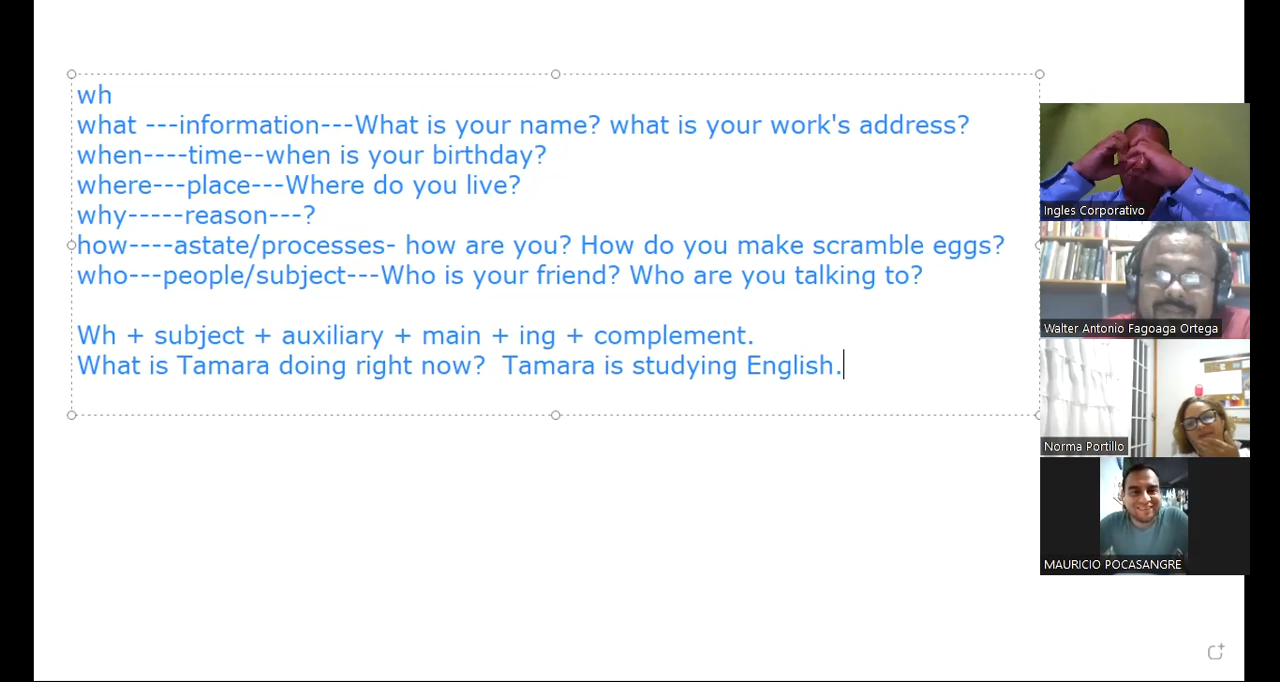 wh
what ---information---What is your name? what is your work's address?
when----time--when is your birthday?
where---place---Where do you live?
why-----reason---?
how----astate/processes- how are you? How do you make scramble eggs?
who---people/subject---Who is your friend? Who are you talking to?
Wh + subject + auxiliary + main + ing + complement.
What is Tamara doing right now?  Tamara is studying English.
Ingles Corporativo
Walter Antonio Fagoaga Ortega
Norma Portillo
MAURICIO POCASANGRE